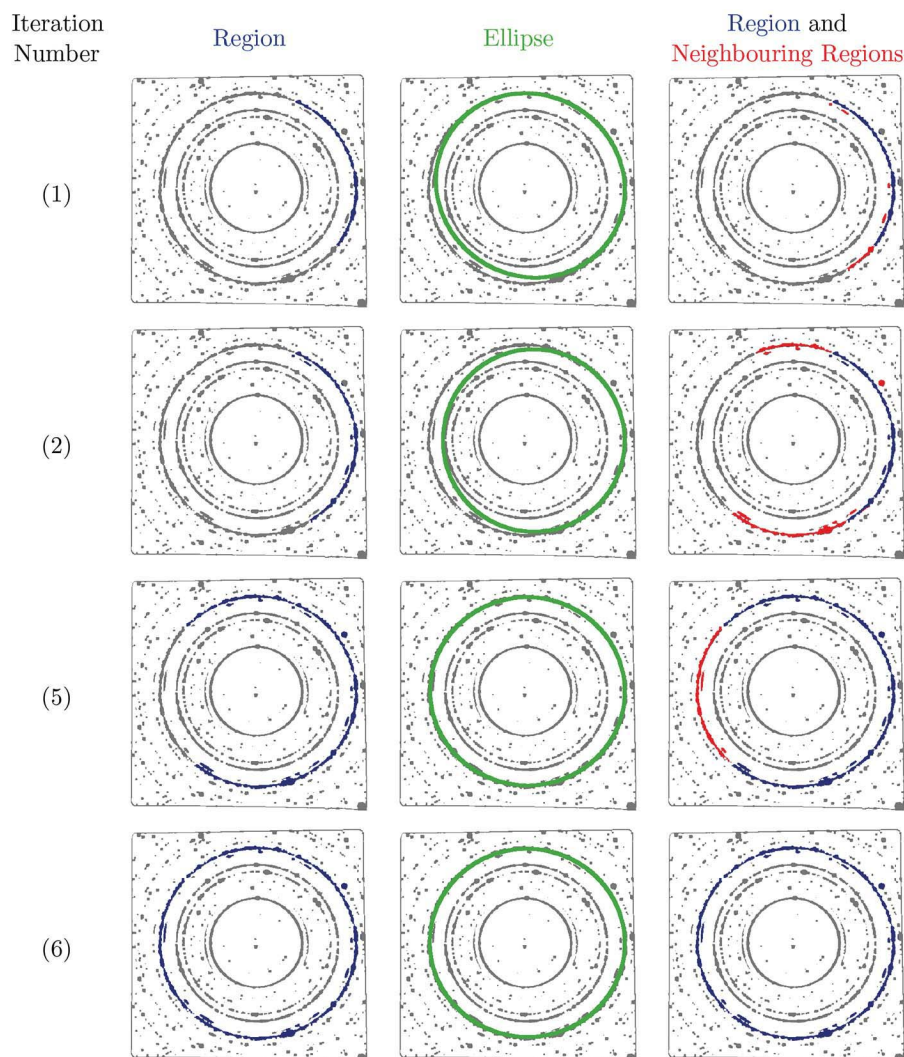 Iteration
Number
Region
Ellipse
Region and
Neighbouring Regions
(1)
(2)
(5)
(6)